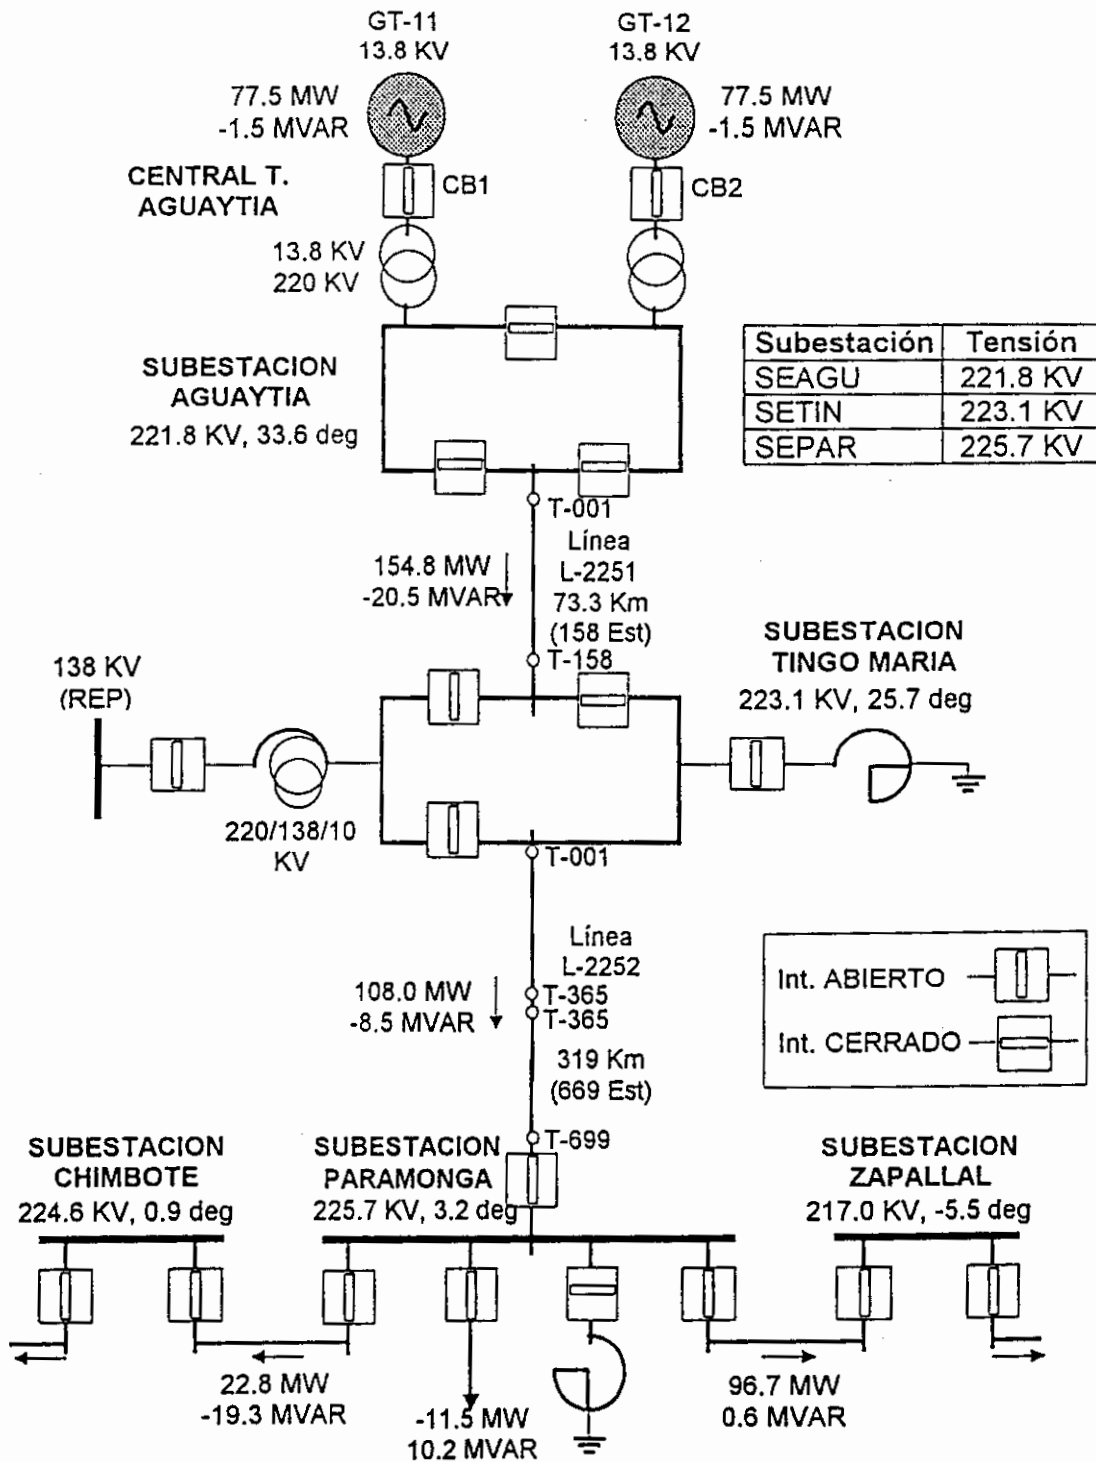 GT-11
13.8 KV
GT-12
13.8 KV
77.5 MW
-1.5 MVAR
77.5 MW
-1.5 MVAR
CENTRAL T.
AGUAYTIA
CB1
CB2
13.8 KV
220 KV
SUBESTACION
AGUAYTIA
221.8 KV, 33.6 deg
Subestación Tensión
SEAGU 221.8 KV
SETIN 223.1 KV
SEPAR 225.7 KV
T-001
Línea
L-2251
73.3 Km
(158 Est)
154.8 MW
-20.5 MVAR
T-158
SUBESTACION
TINGO MARIA
223.1 KV, 25.7 deg
138 KV
(REP)
220/138/10
KV
T-001
Línea
L-2252
108.0 MW
-8.5 MVAR
T-365
T-365
319 Km
(669 Est)
Int. ABIERTO
Int. CERRADO
T-699
SUBESTACION
CHIMBOTE
224.6 KV, 0.9 deg
SUBESTACION
PARAMONGA
225.7 KV, 3.2 deg
SUBESTACION
ZAPALLAL
217.0 KV, -5.5 deg
22.8 MW
-19.3 MVAR
-11.5 MW
10.2 MVAR
96.7 MW
0.6 MVAR